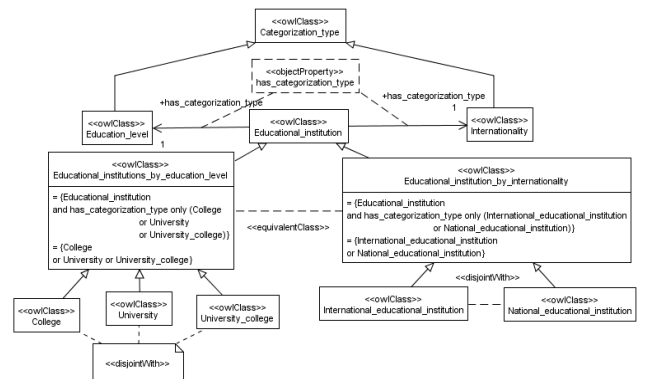 <<owlClass>>
Categorization_type
<<objectProperty>>
has_categorization_type
+has_categorization_type
+has_categorization_type
1
<<owlClass>>
Education_level
1
<<owlClass>>
Educational_institution
<<owlClass>>
Internationality
<<owlClass>>
Educational_institutions_by_education_level
= {Educational_institution
and has_categorization_type only (College
or University
or University_college)}
= {College
or University or University_college}
<<equivalentClass>>
<<owlClass>>
Educational_institution_by_internationality
= {Educational_institution
and has_categorization_type only (International_educational_institution
or National_educational_institution)}
= {International_educational_institution
or National_educational_institution}
<<disjointWith>>
<<owlClass>>
College
<<owlClass>>
University
<<owlClass>>
University_college
<<owlClass>>
International_educational_institution
<<owlClass>>
National_educational_institution
<<disjointWith>>